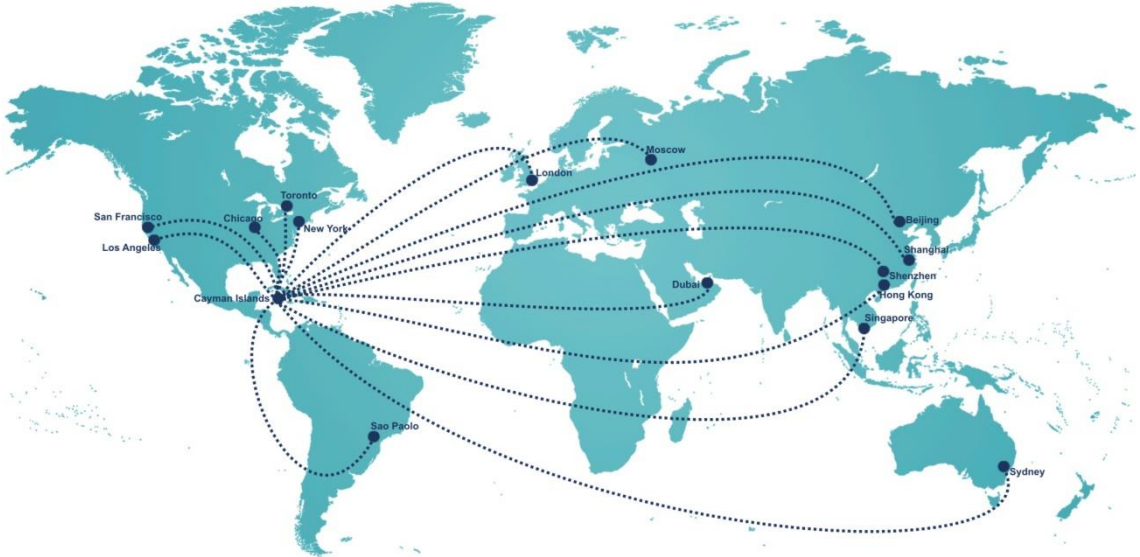 Moscow
London
Toronto
San Francisco
Chicago
New York
Beijing
Los Angeles
Shanghai
Shenzhen
Dubai
Hong Kong
Cayman Islands
Singapore
Sao Paolo
Sydney